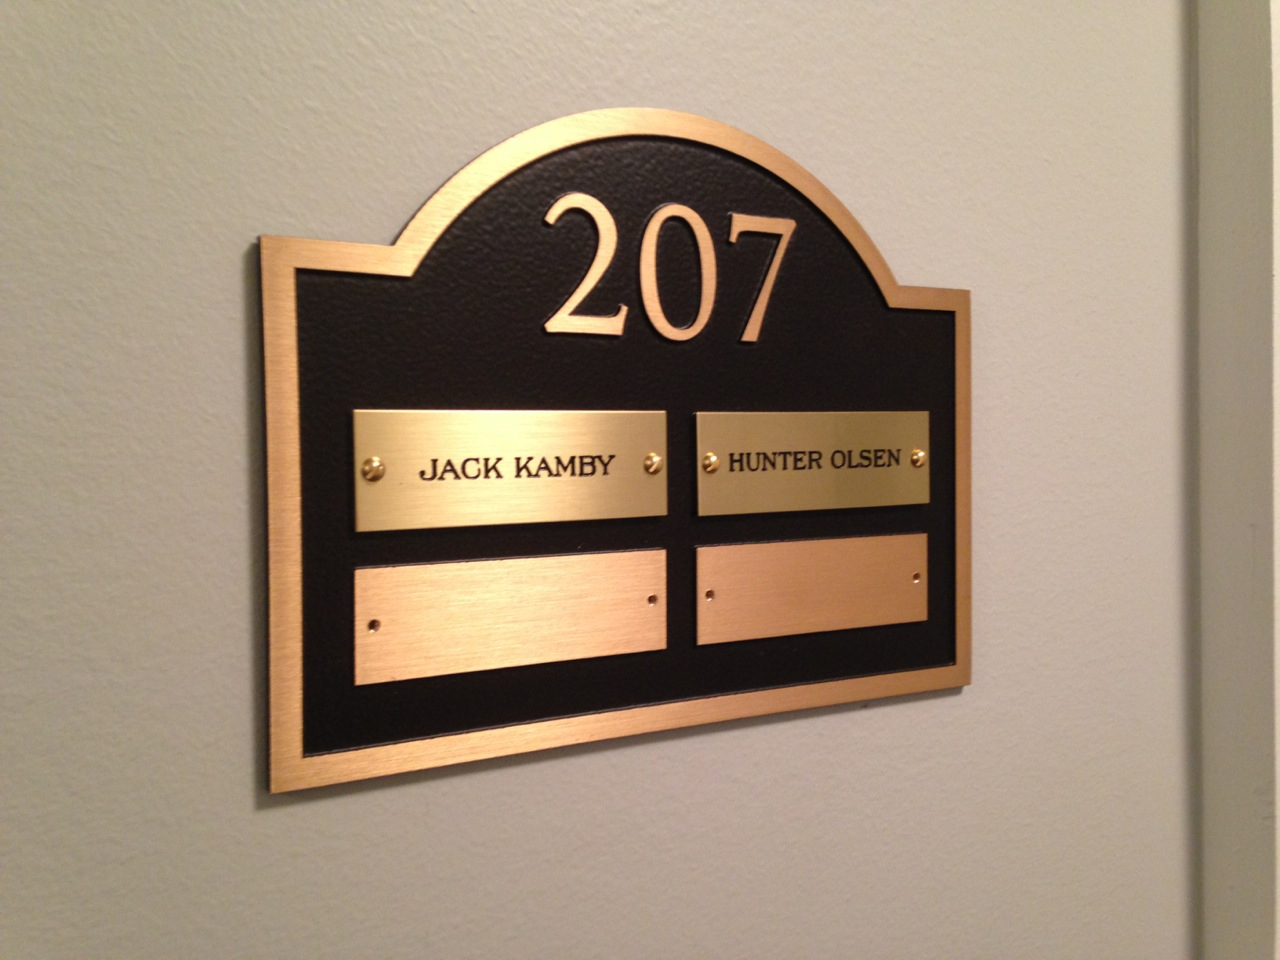 207
JACK KAMBY
HUNTER OLSEN